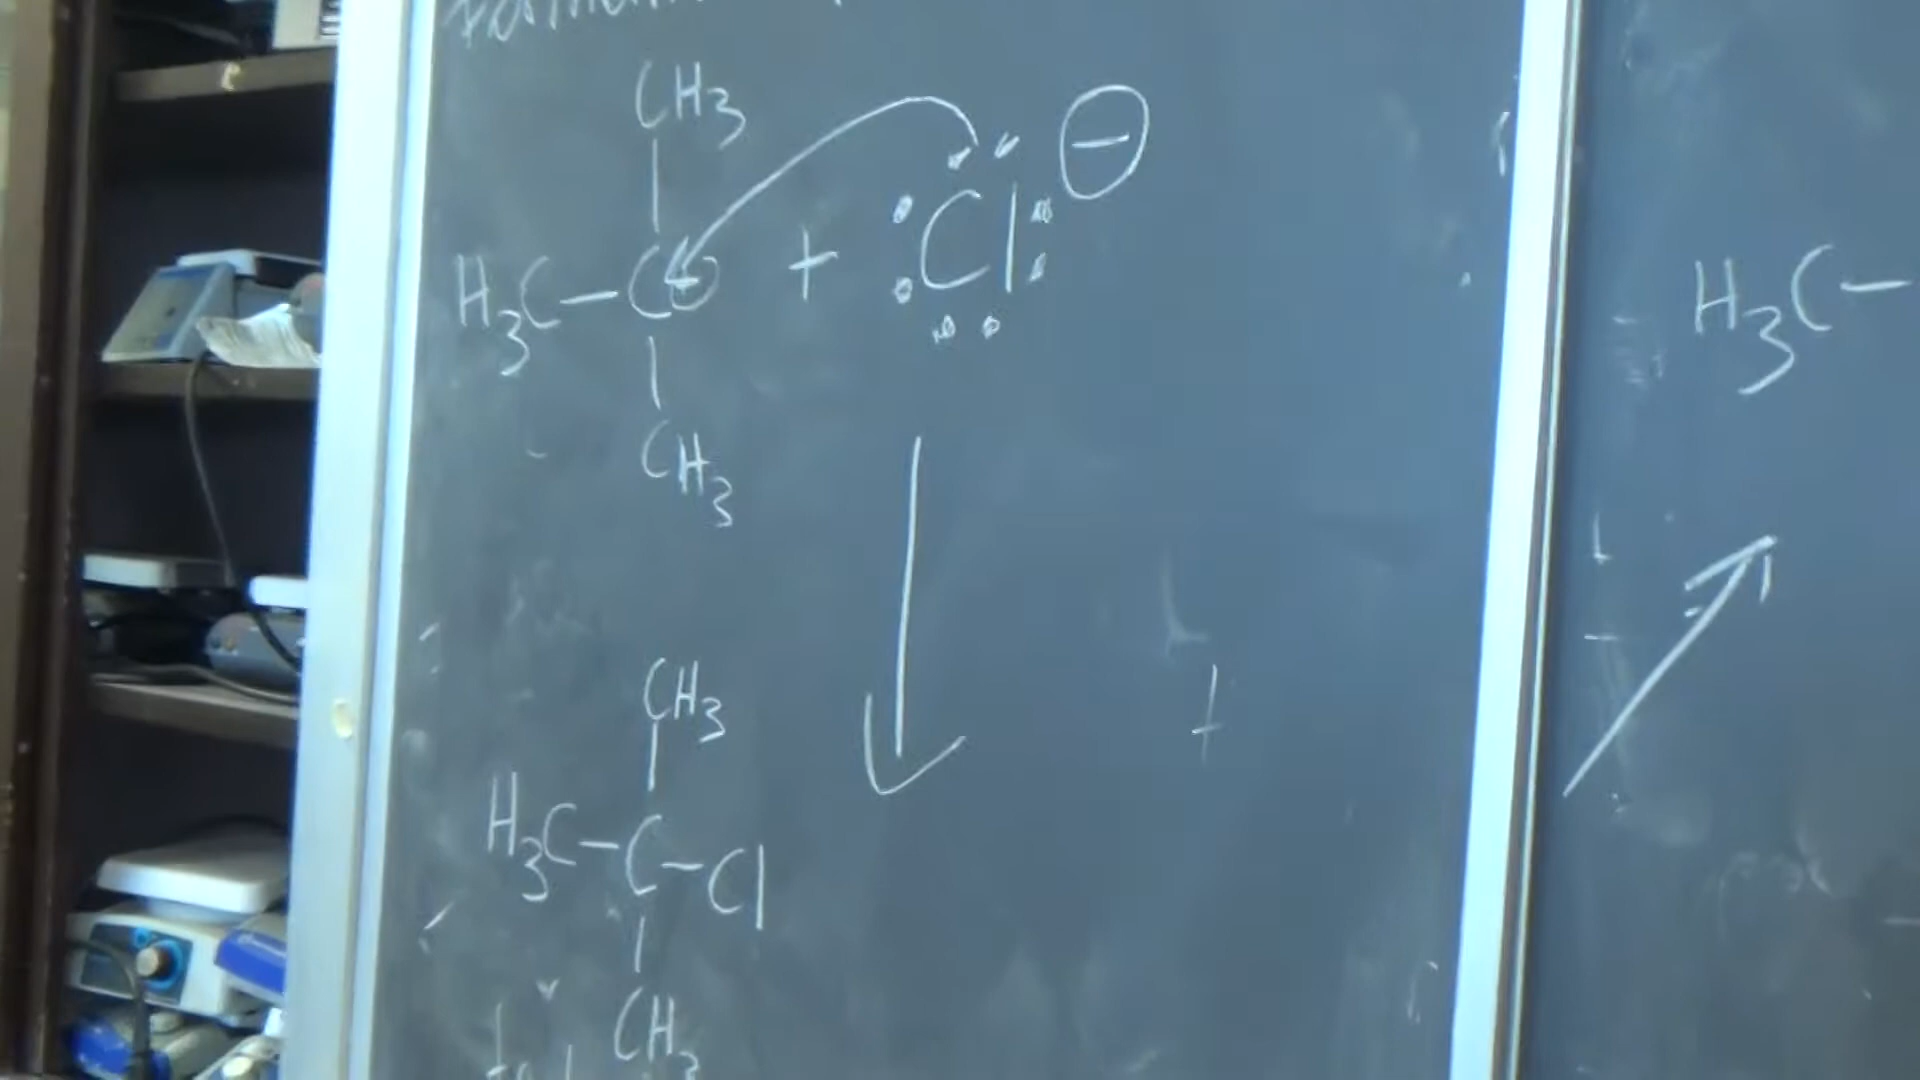 CH3
|
H3C-C⊕ + :Cl: ⊖
|
CH3
CH3
|
H3C-C-Cl
|
CH3
H3C-